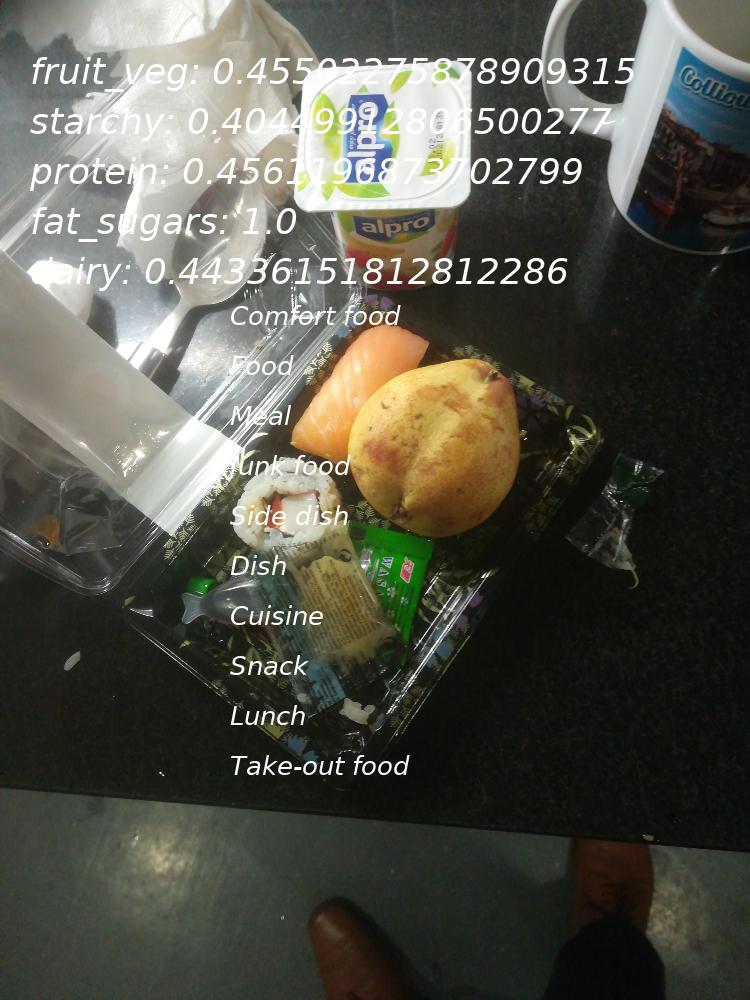 fruit_veg: 0.45502275878909315
starchy: 0.40449912806500277
protein: 0.4561196873702799
fat_sugars: 1.0
dairy: 0.44336151812812286
Colliou
alpro
alpro
Comfort food
Food
Meal
Junk food
Side dish
Dish
Cuisine
Snack
Lunch
Take-out food